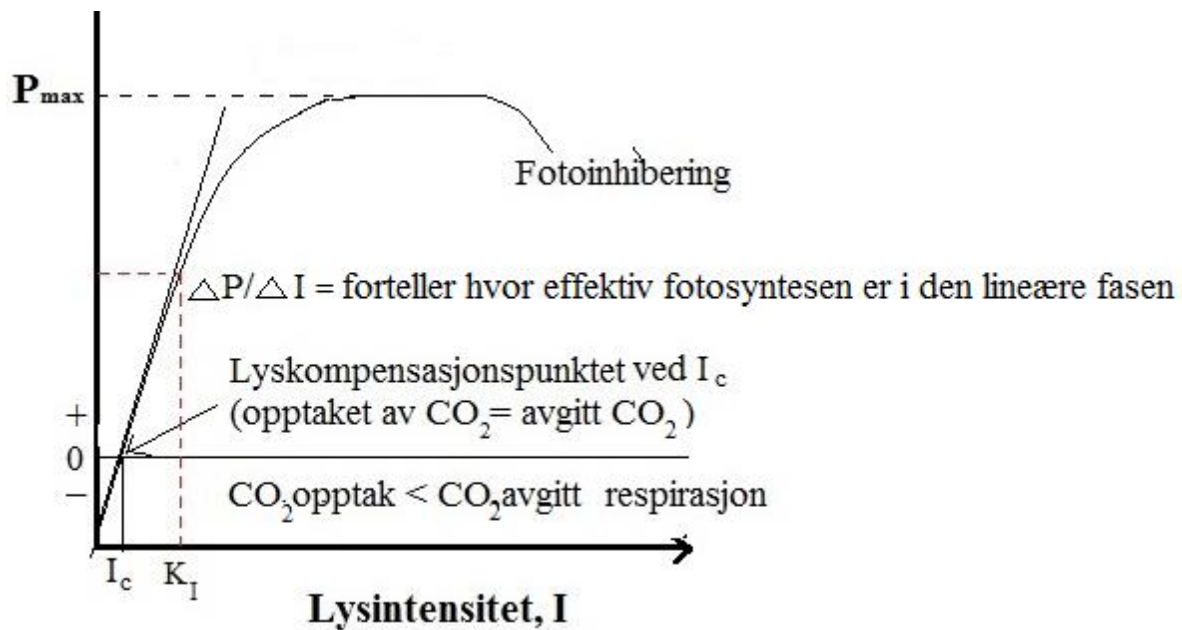 Pmax
Fotoinhibering
△P/△I = forteller hvor effektiv fotosyntesen er i den lineære fasen
Lyskompensasjonspunktet ved Ic
(opptaket av CO2= avgitt CO2)
+
0
−
CO2opptak < CO2avgitt respirasjon
Ic KI
Lysintensitet, I